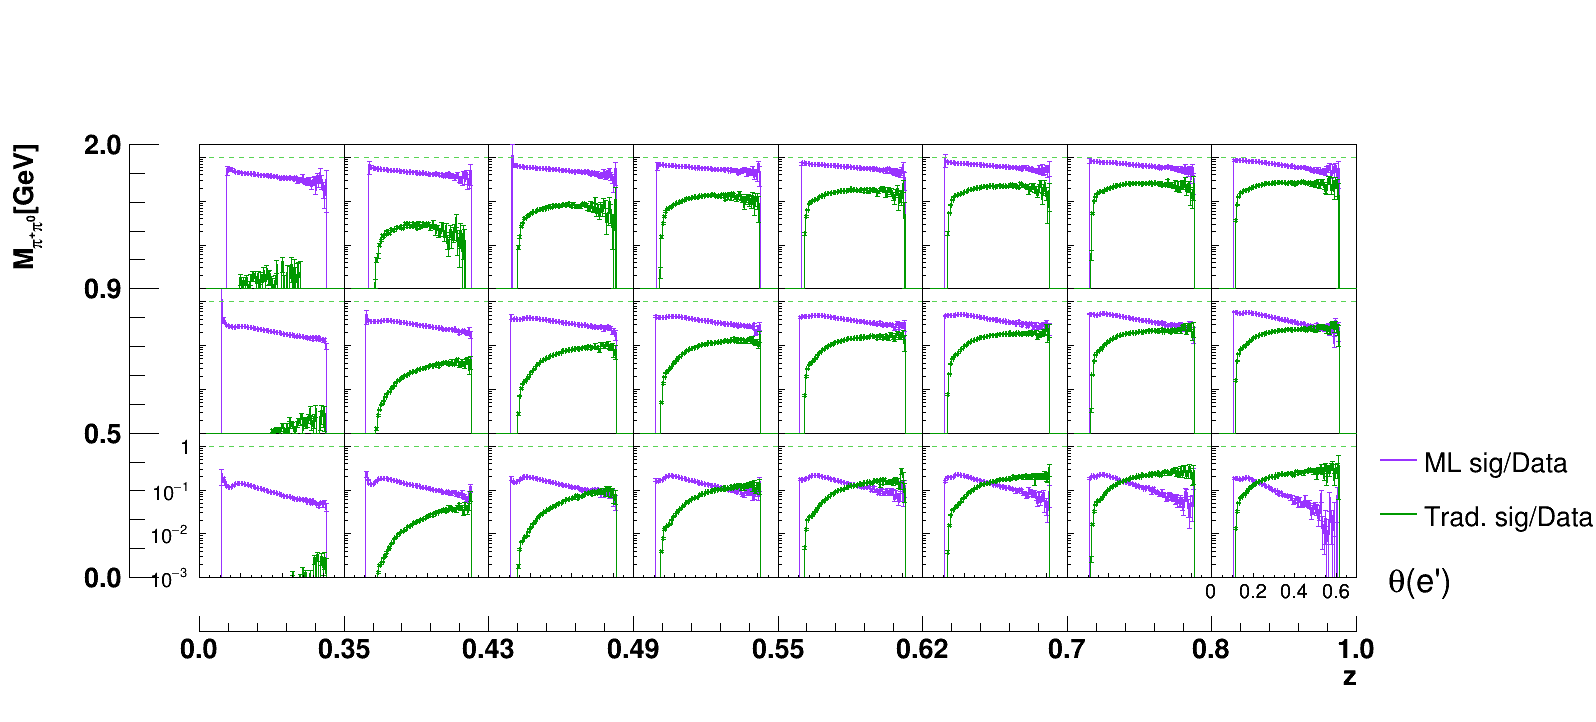 M_{π⁺π⁰}[GeV]
2.0
0.9
0.5
0.0
1
10⁻¹
10⁻²
10⁻³
ML sig/Data
Trad. sig/Data
θ(e')
0 0.2 0.4 0.6
0.0 0.35 0.43 0.49 0.55 0.62 0.7 0.8 1.0
z